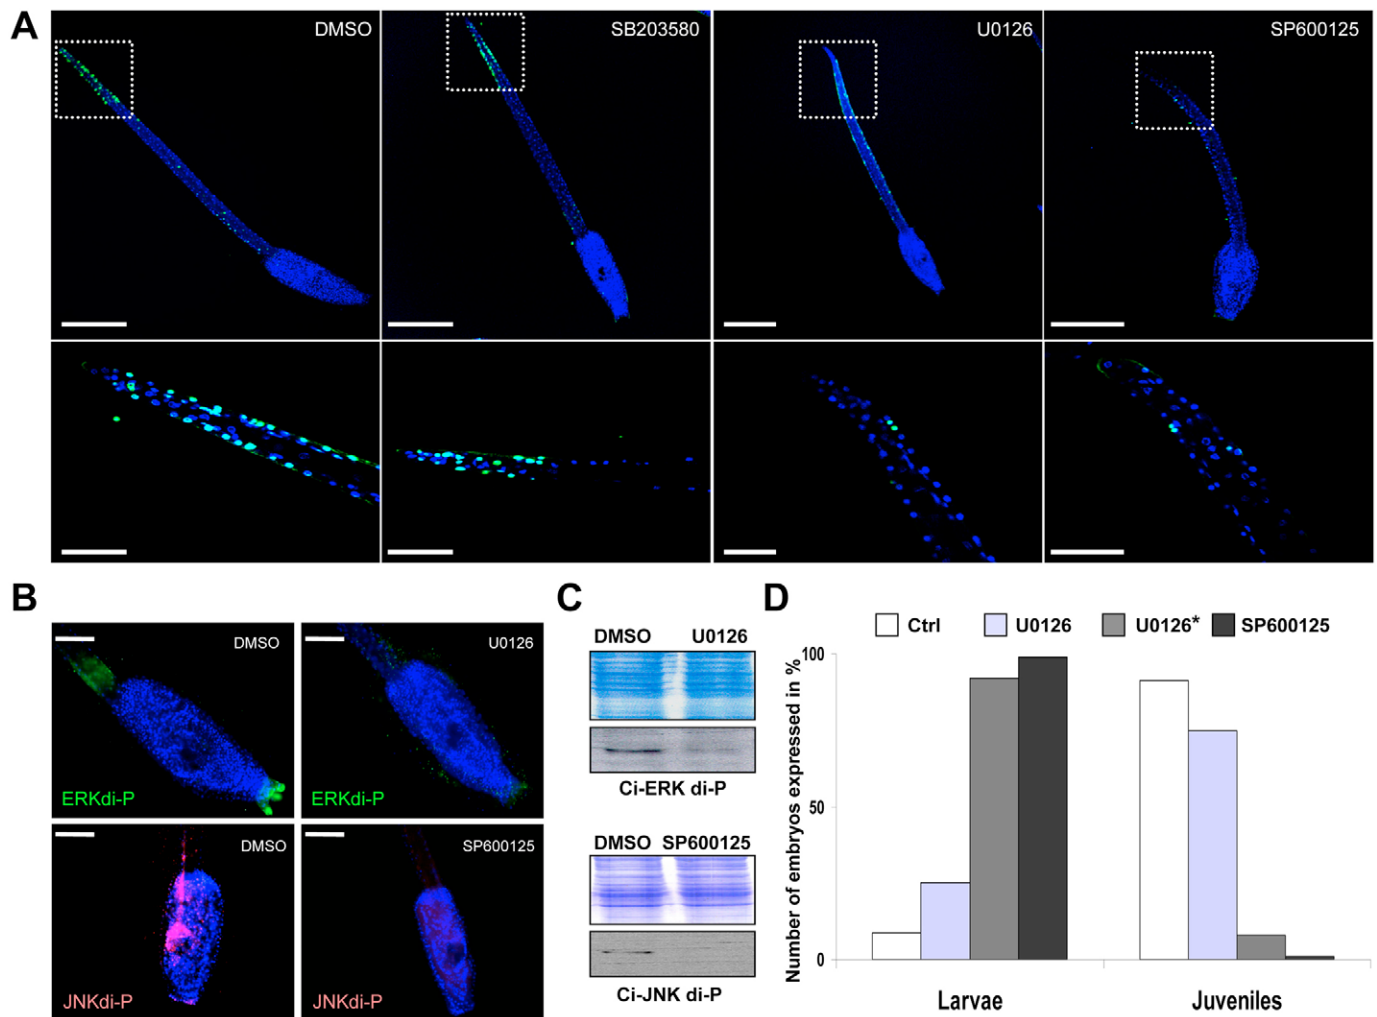 A
DMSO
SB203580
U0126
SP600125
B
DMSO
ERKdi-P
U0126
ERKdi-P
DMSO
JNKdi-P
SP600125
JNKdi-P
C
DMSO U0126
Ci-ERK di-P
DMSO SP600125
Ci-JNK di-P
D
Ctrl U0126 U0126* SP600125
Number of embryos expressed in %
100
50
0
Larvae Juveniles